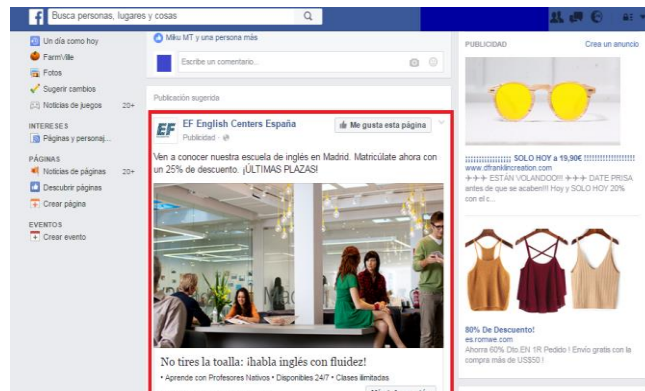 Busca personas, lugares y cosas
Un día como hoy
FarmVille
Fotos
Sugerir cambios
Noticias de juegos 20+
INTERESES
Páginas y personaj...
PÁGINAS
Noticias de páginas 20+
Descubrir páginas
Crear página
EVENTOS
Crear evento
Miku MT y una persona más
Escribe un comentario...
Publicación sugerida
EF
EF English Centers España
Me gusta esta página
Publicidad
Ven a conocer nuestra escuela de inglés en Madrid. Matricúlate ahora con
un 25% de descuento. ¡ÚLTIMAS PLAZAS!
No tires la toalla: ¡habla inglés con fluidez!
• Aprende con Profesores Nativos • Disponibles 24/7 • Clases ilimitadas
PUBLICIDAD
Crea un anuncio
SOLO HOY a 19,90€
www.dfranklincreation.com
✈✈✈ ESTÁN VOLANDOO!!! ✈✈✈ DATE PRISA
antes de que se acaben!!! Hoy y SOLO HOY 20%
con el c...
80% De Descuento!
es.romwe.com
Ahorre 60% Dto.EN 1R Pedido ! Envío gratis con la
compra más de US$50 !